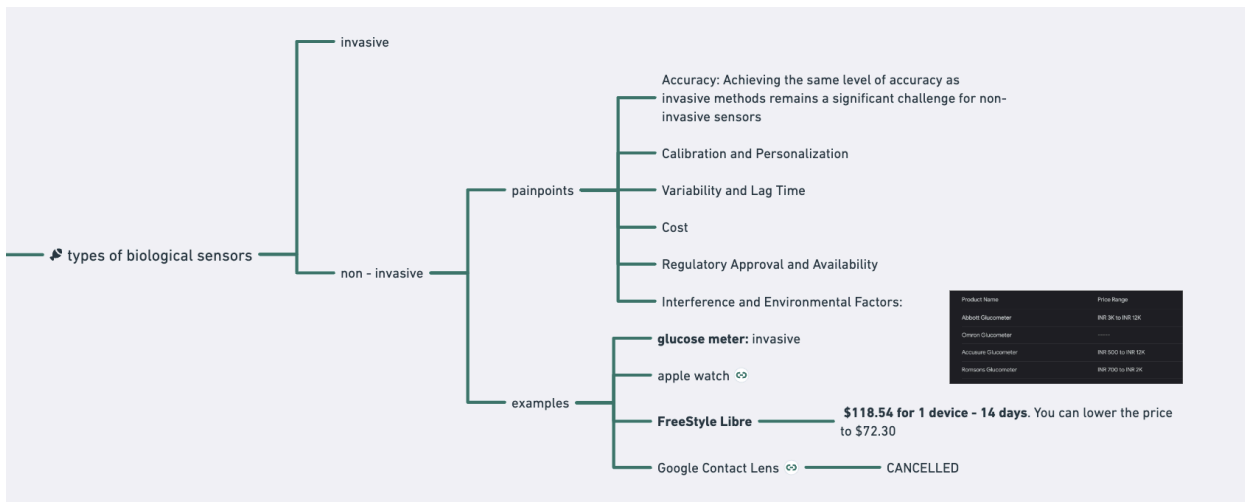 invasive
Accuracy: Achieving the same level of accuracy as
invasive methods remains a significant challenge for non-
invasive sensors
Calibration and Personalization
painpoints
Variability and Lag Time
Cost
types of biological sensors
Regulatory Approval and Availability
non - invasive
Interference and Environmental Factors:
Product Name Price Range
Abbott Glucometer INR 3K to INR 12K
Omron Glucometer
Accusure Glucometer INR 500 to INR 12K
Romsons Glucometer INR 700 to INR 2K
glucose meter: invasive
apple watch
examples
FreeStyle Libre
$118.54 for 1 device - 14 days. You can lower the price
to $72.30
Google Contact Lens
CANCELLED